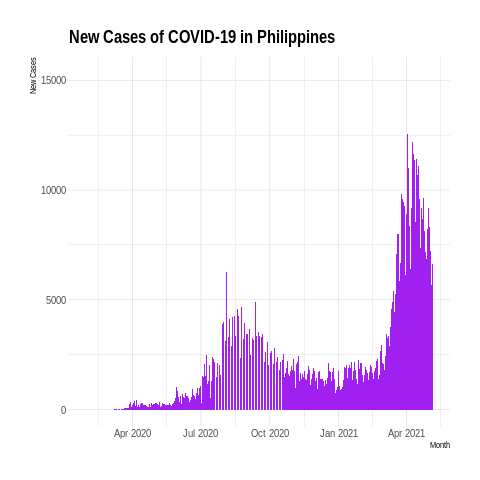 New Cases of COVID-19 in Philippines
New Cases
15000
10000
5000
0
Apr 2020 Jul 2020 Oct 2020 Jan 2021 Apr 2021
Month